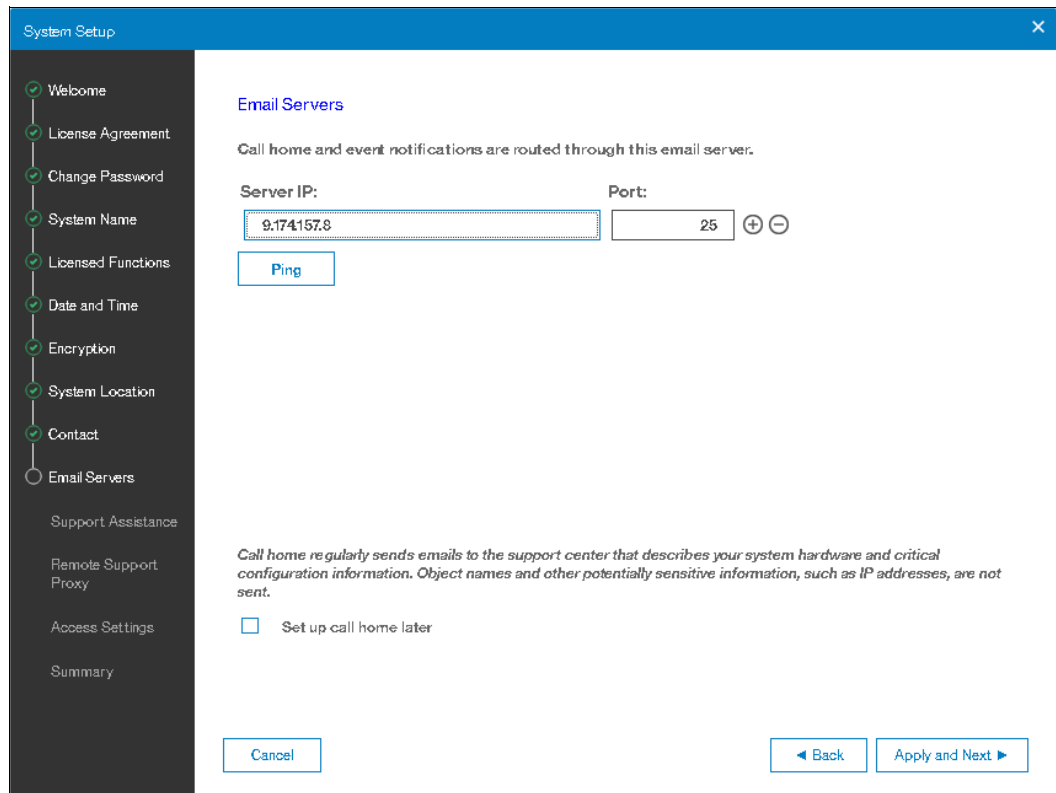 System Setup
Welcome
License Agreement
Change Password
System Name
Licensed Functions
Date and Time
Encryption
System Location
Contact
Email Servers
Support Assistance
Remote Support
Proxy
Access Settings
Summary
Email Servers
Call home and event notifications are routed through this email server.
Server IP: Port:
9.174.157.8 25
Ping
Call home regularly sends emails to the support center that describes your system hardware and critical
configuration information. Object names and other potentially sensitive information, such as IP addresses, are not
sent.
Set up call home later
Cancel
Back
Apply and Next